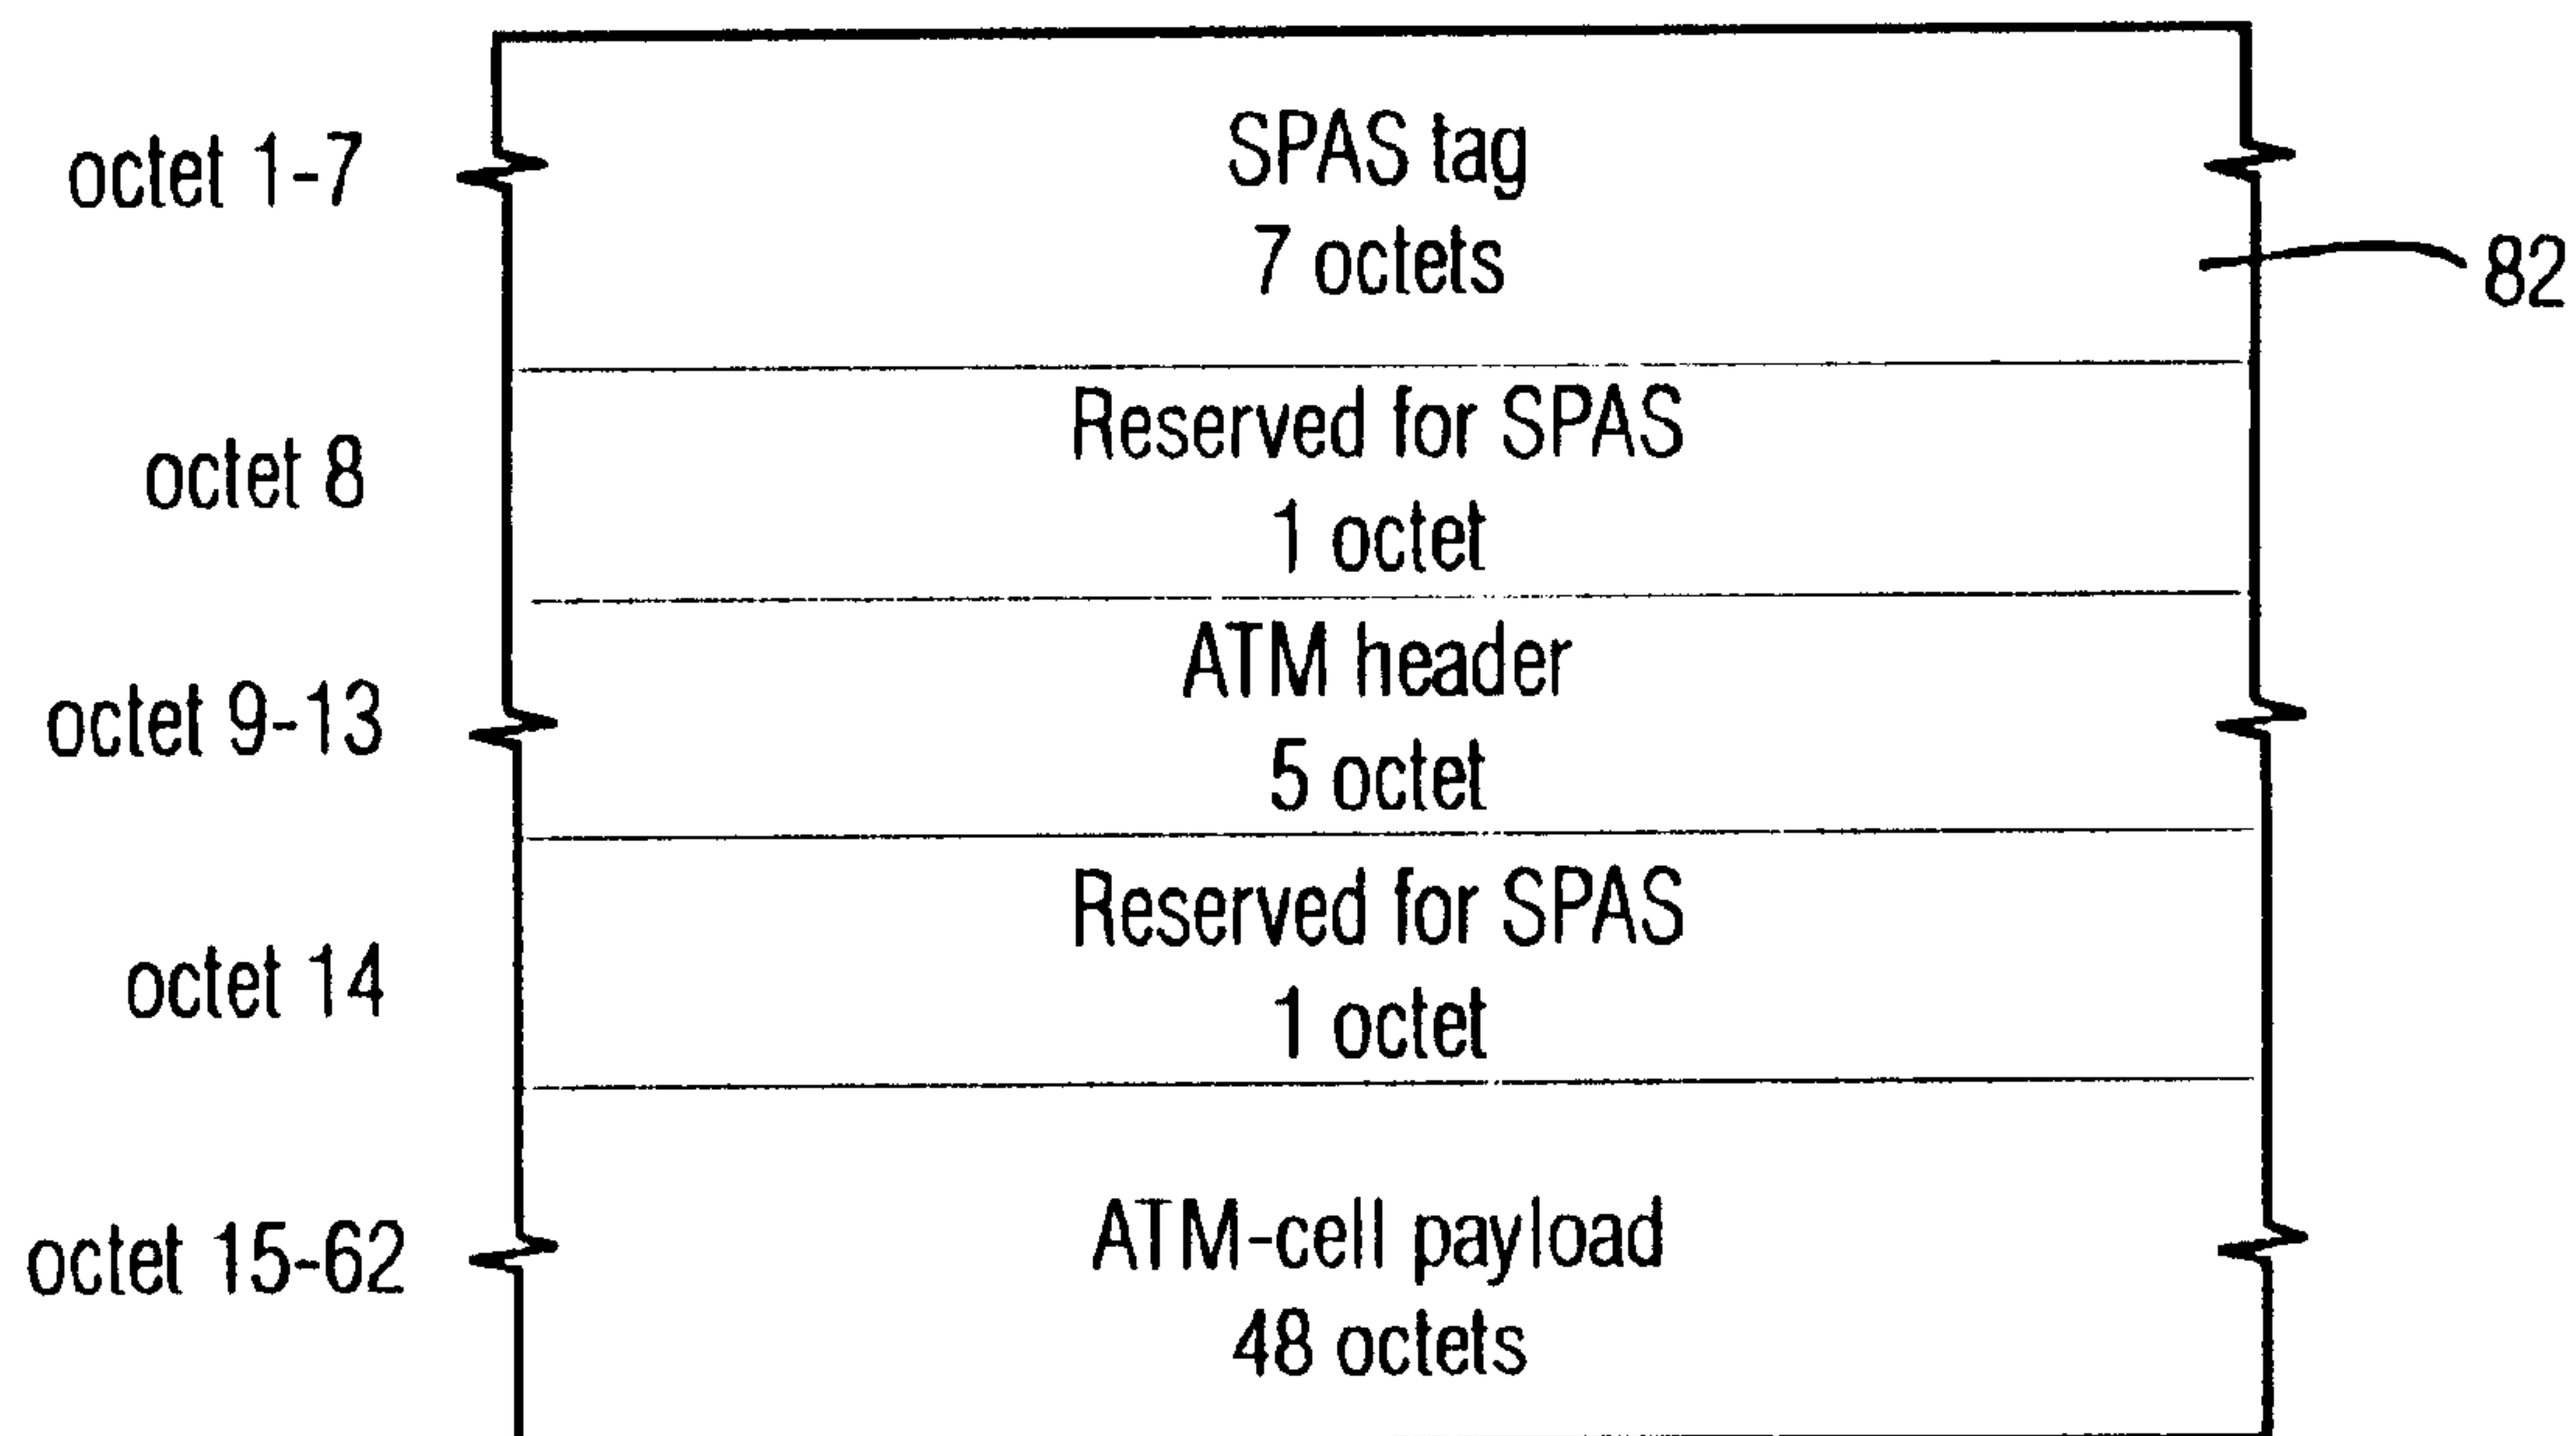 octet 1-7
SPAS tag
7 octets
82
octet 8
Reserved for SPAS
1 octet
octet 9-13
ATM header
5 octet
octet 14
Reserved for SPAS
1 octet
octet 15-62
ATM-cell payload
48 octets